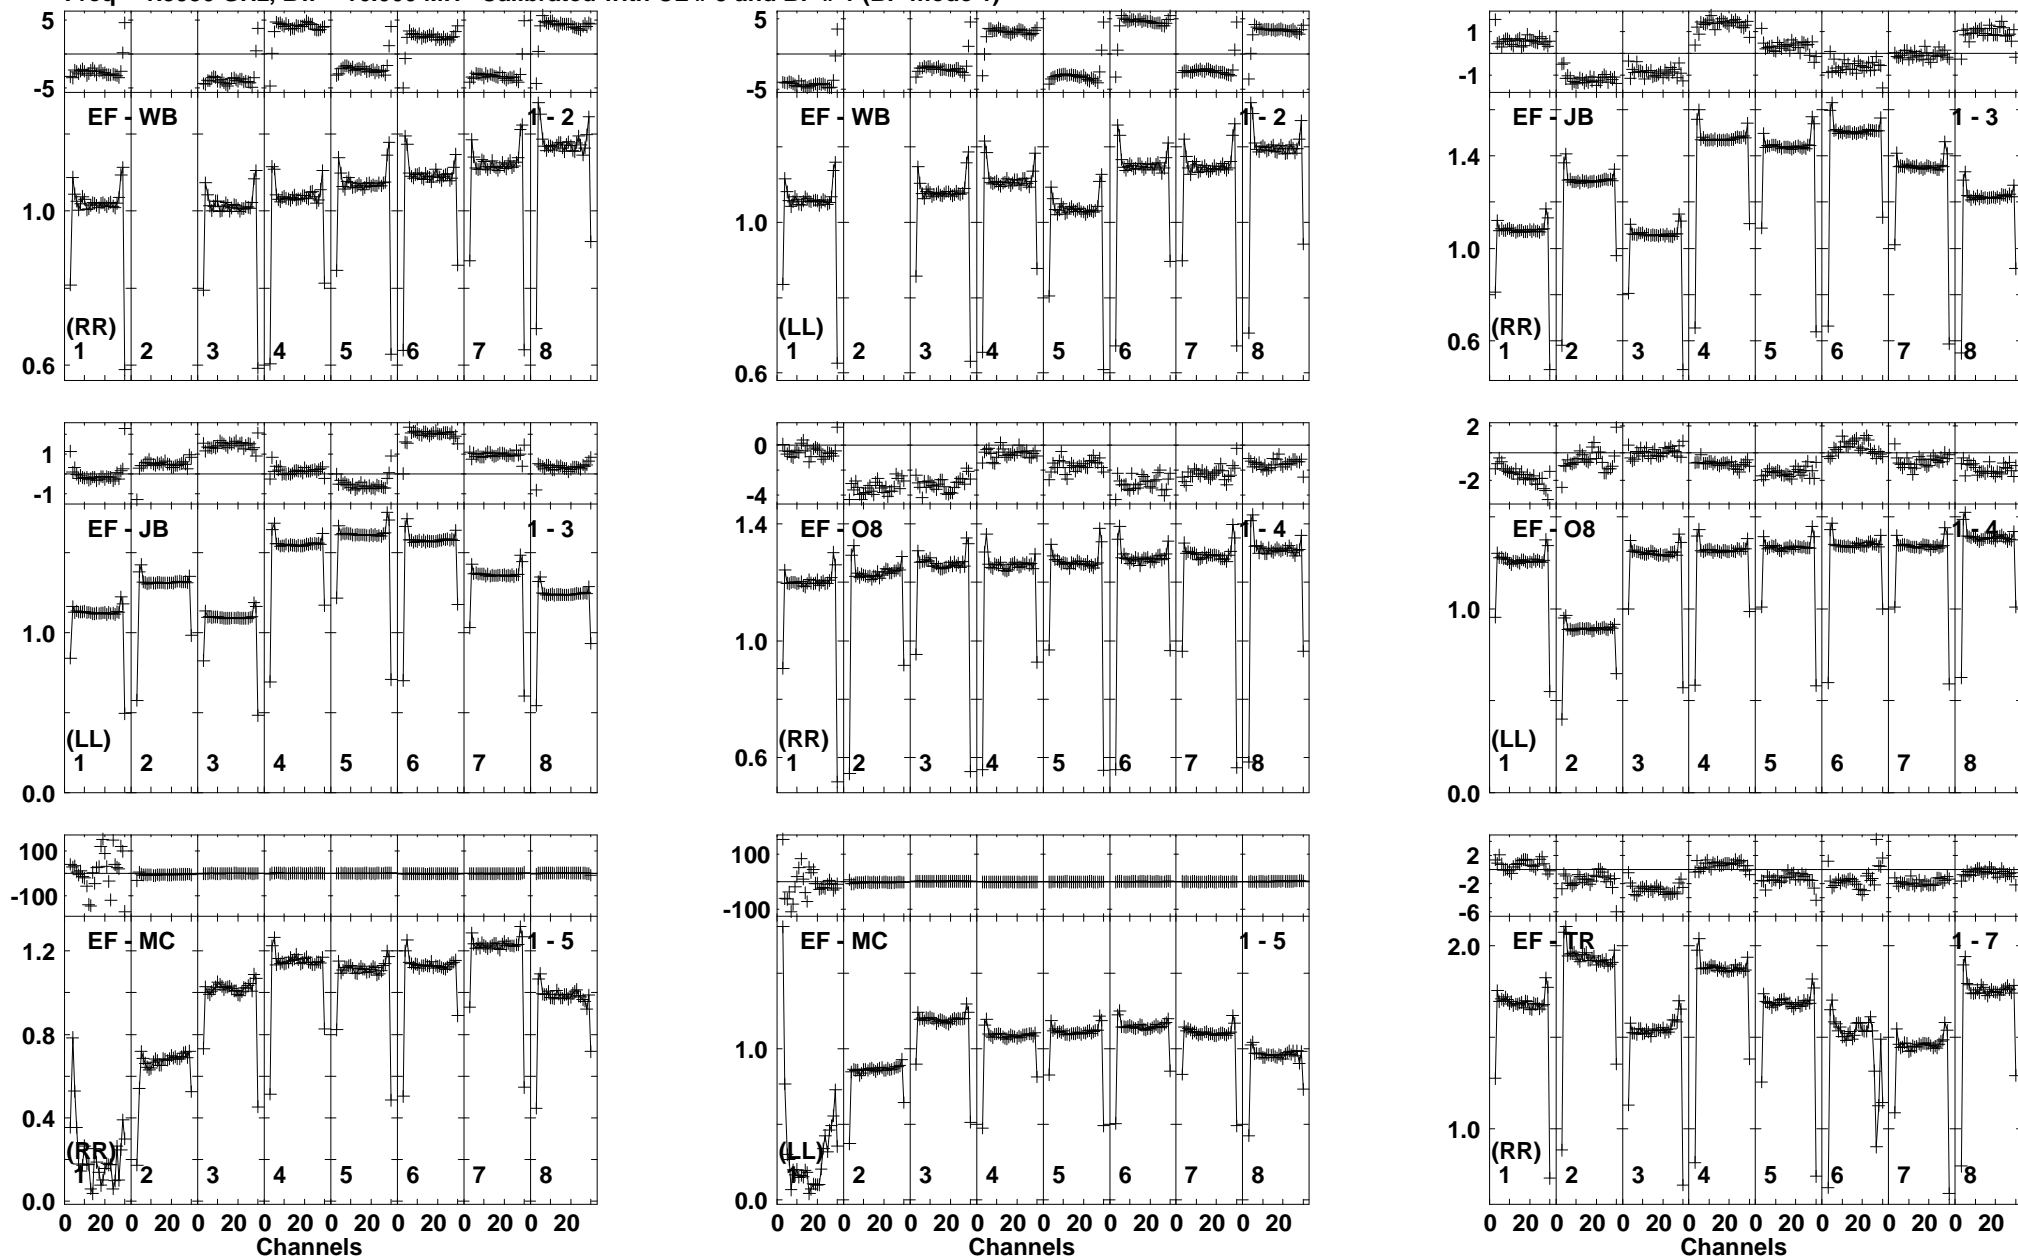 5 -5 EF - WB 1 - 2 1.0 0.6 (RR) 1 2 3 4 5 6 7 8
5 -5 EF - WB 1 - 2 1.0 0.6 (LL) 1 2 3 4 5 6 7 8
1 -1 EF - JB 1 - 3 1.4 1.0 0.6 (RR) 1 2 3 4 5 6 7 8
1 -1 EF - JB 1 - 3 1.0 0.0 (LL) 1 2 3 4 5 6 7 8
0 -4 EF - O8 1 - 4 1.4 1.0 0.6 (RR) 1 2 3 4 5 6 7 8
2 -2 EF - O8 1 - 4 1.0 0.0 (LL) 1 2 3 4 5 6 7 8
100 -100 EF - MC 1 - 5 1.2 0.8 0.4 0.0 (RR) 1 2 3 4 5 6 7 8
0 20 0 20 0 20 0 20 0 20 0 20 0 20 0 20
Channels
100 -100 EF - MC 1 - 5 1.0 0.0 (LL) 1 2 3 4 5 6 7 8
0 20 0 20 0 20 0 20 0 20 0 20 0 20 0 20
2 -2 -6 EF - TR 1 - 7 2.0 1.0 (RR) 1 2 3 4 5 6 7 8
0 20 0 20 0 20 0 20 0 20 0 20 0 20 0 20
Channels